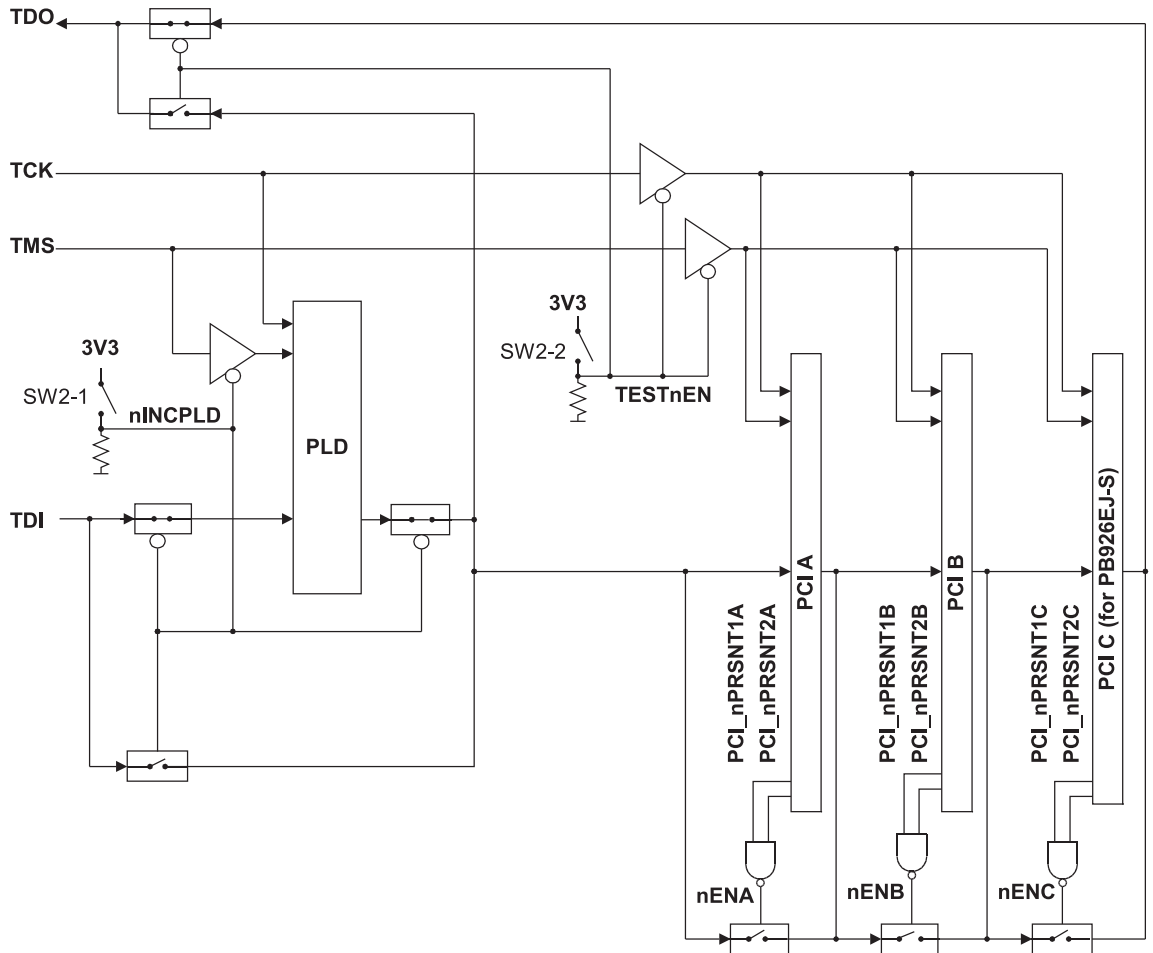 TDO
TCK
TMS
3V3
SW2-2
TESTnEN
3V3
SW2-1
nINCPLD
PLD
TDI
PCI A
PCI B
PCI C (for PB926EJ-S)
PCI_nPRSNT1A
PCI_nPRSNT2A
PCI_nPRSNT1B
PCI_nPRSNT2B
PCI_nPRSNT1C
PCI_nPRSNT2C
nENA
nENB
nENC